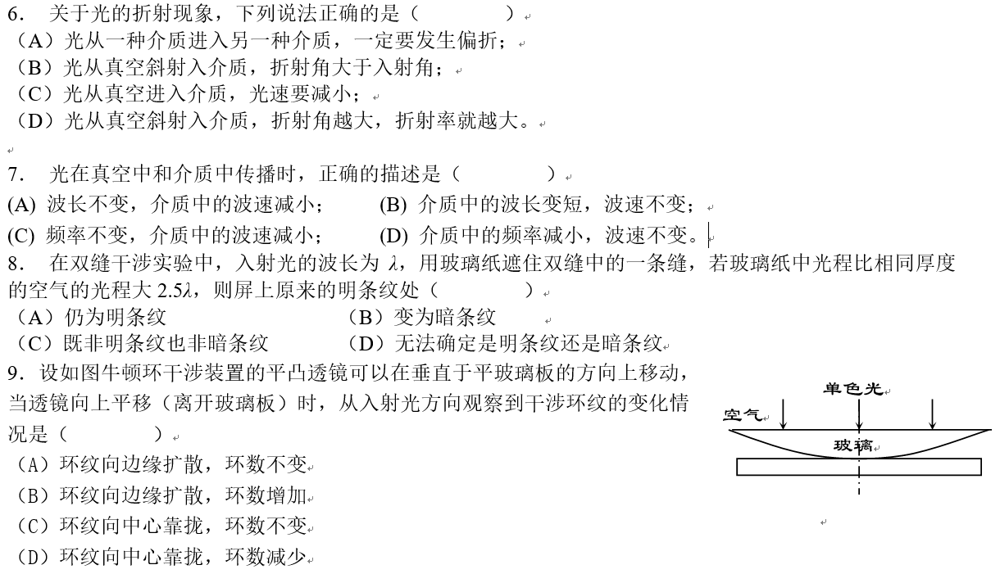 6． 关于光的折射现象，下列说法正确的是（ ）
（A）光从一种介质进入另一种介质，一定要发生偏折；
（B）光从真空斜射入介质，折射角大于入射角；
（C）光从真空进入介质，光速要减小；
（D）光从真空斜射入介质，折射角越大，折射率就越大。
7． 光在真空中和介质中传播时，正确的描述是（ ）
(A) 波长不变，介质中的波速减小； (B) 介质中的波长变短，波速不变；
(C) 频率不变，介质中的波速减小； (D) 介质中的频率减小，波速不变。
8． 在双缝干涉实验中，入射光的波长为 λ，用玻璃纸遮住双缝中的一条缝，若玻璃纸中光程比相同厚度
的空气的光程大 2.5λ，则屏上原来的明条纹处（ ）
（A）仍为明条纹 （B）变为暗条纹
（C）既非明条纹也非暗条纹 （D）无法确定是明条纹还是暗条纹
9．设如图牛顿环干涉装置的平凸透镜可以在垂直于平玻璃板的方向上移动，
当透镜向上平移（离开玻璃板）时，从入射光方向观察到干涉环纹的变化情
况是（ ）
（A）环纹向边缘扩散，环数不变
（B）环纹向边缘扩散，环数增加
（C）环纹向中心靠拢，环数不变
（D）环纹向中心靠拢，环数减少
单色光
空气
玻璃